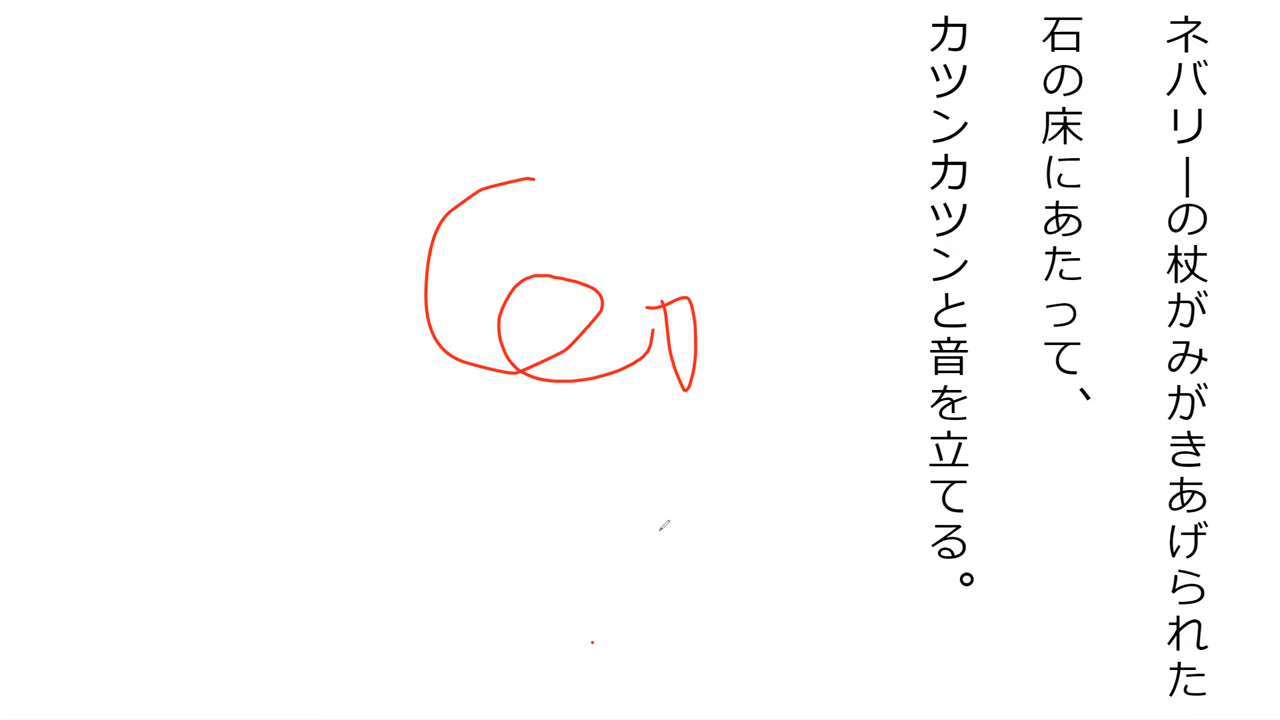 ネバリーの杖がみがきあげられた
石の床にあたって、
カツンカツンと音を立てる。